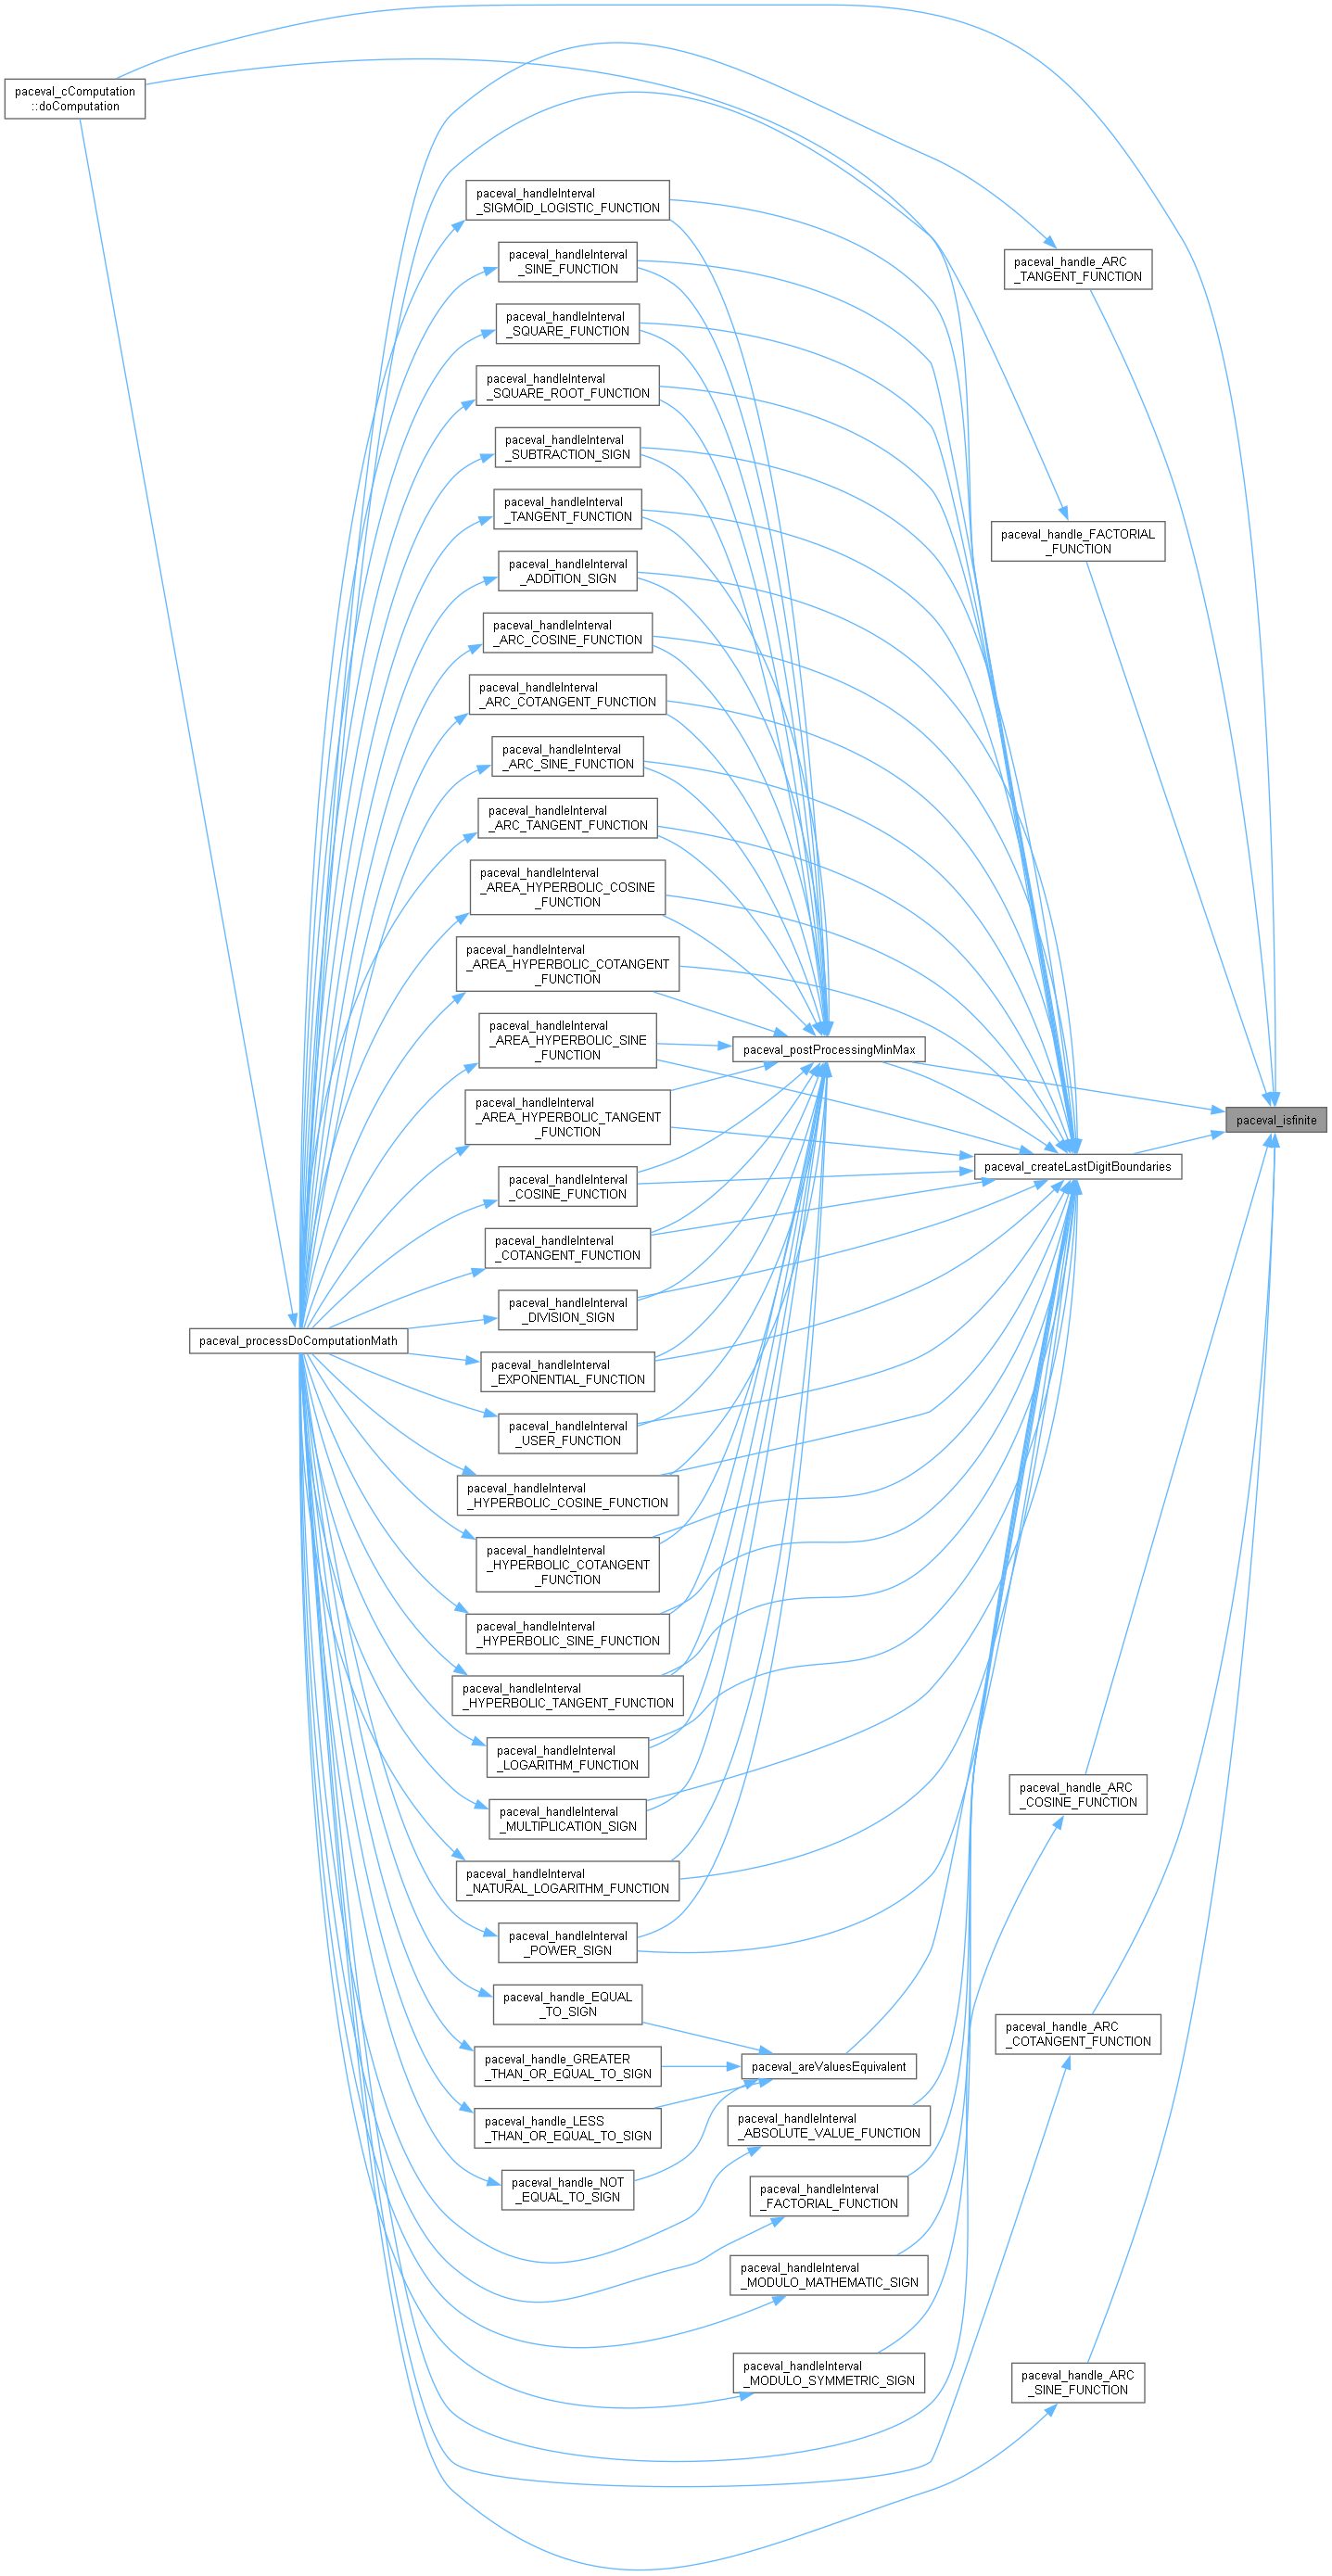 paceval_cComputation
::doComputation
paceval_handleInterval
_SIGMOID_LOGISTIC_FUNCTION
paceval_handleInterval
_SINE_FUNCTION
paceval_handle_ARC
_TANGENT_FUNCTION
paceval_handleInterval
_SQUARE_FUNCTION
paceval_handleInterval
_SQUARE_ROOT_FUNCTION
paceval_handleInterval
_SUBTRACTION_SIGN
paceval_handleInterval
_TANGENT_FUNCTION
paceval_handle_FACTORIAL
_FUNCTION
paceval_handleInterval
_ADDITION_SIGN
paceval_handleInterval
_ARC_COSINE_FUNCTION
paceval_handleInterval
_ARC_COTANGENT_FUNCTION
paceval_handleInterval
_ARC_SINE_FUNCTION
paceval_handleInterval
_ARC_TANGENT_FUNCTION
paceval_handleInterval
_AREA_HYPERBOLIC_COSINE
_FUNCTION
paceval_handleInterval
_AREA_HYPERBOLIC_COTANGENT
_FUNCTION
paceval_handleInterval
_AREA_HYPERBOLIC_SINE
_FUNCTION
paceval_postProcessingMinMax
paceval_handleInterval
_AREA_HYPERBOLIC_TANGENT
_FUNCTION
paceval_isfinite
paceval_createLastDigitBoundaries
paceval_handleInterval
_COSINE_FUNCTION
paceval_handleInterval
_COTANGENT_FUNCTION
paceval_handleInterval
_DIVISION_SIGN
paceval_processDoComputationMath
paceval_handleInterval
_EXPONENTIAL_FUNCTION
paceval_handleInterval
_USER_FUNCTION
paceval_handleInterval
_HYPERBOLIC_COSINE_FUNCTION
paceval_handleInterval
_HYPERBOLIC_COTANGENT
_FUNCTION
paceval_handleInterval
_HYPERBOLIC_SINE_FUNCTION
paceval_handleInterval
_HYPERBOLIC_TANGENT_FUNCTION
paceval_handleInterval
_LOGARITHM_FUNCTION
paceval_handle_ARC
_COSINE_FUNCTION
paceval_handleInterval
_MULTIPLICATION_SIGN
paceval_handleInterval
_NATURAL_LOGARITHM_FUNCTION
paceval_handleInterval
_POWER_SIGN
paceval_handle_EQUAL
_TO_SIGN
paceval_handle_ARC
_COTANGENT_FUNCTION
paceval_handle_GREATER
_THAN_OR_EQUAL_TO_SIGN
paceval_areValuesEquivalent
paceval_handle_LESS
_THAN_OR_EQUAL_TO_SIGN
paceval_handleInterval
_ABSOLUTE_VALUE_FUNCTION
paceval_handle_NOT
_EQUAL_TO_SIGN
paceval_handleInterval
_FACTORIAL_FUNCTION
paceval_handleInterval
_MODULO_MATHEMATIC_SIGN
paceval_handleInterval
_MODULO_SYMMETRIC_SIGN
paceval_handle_ARC
_SINE_FUNCTION